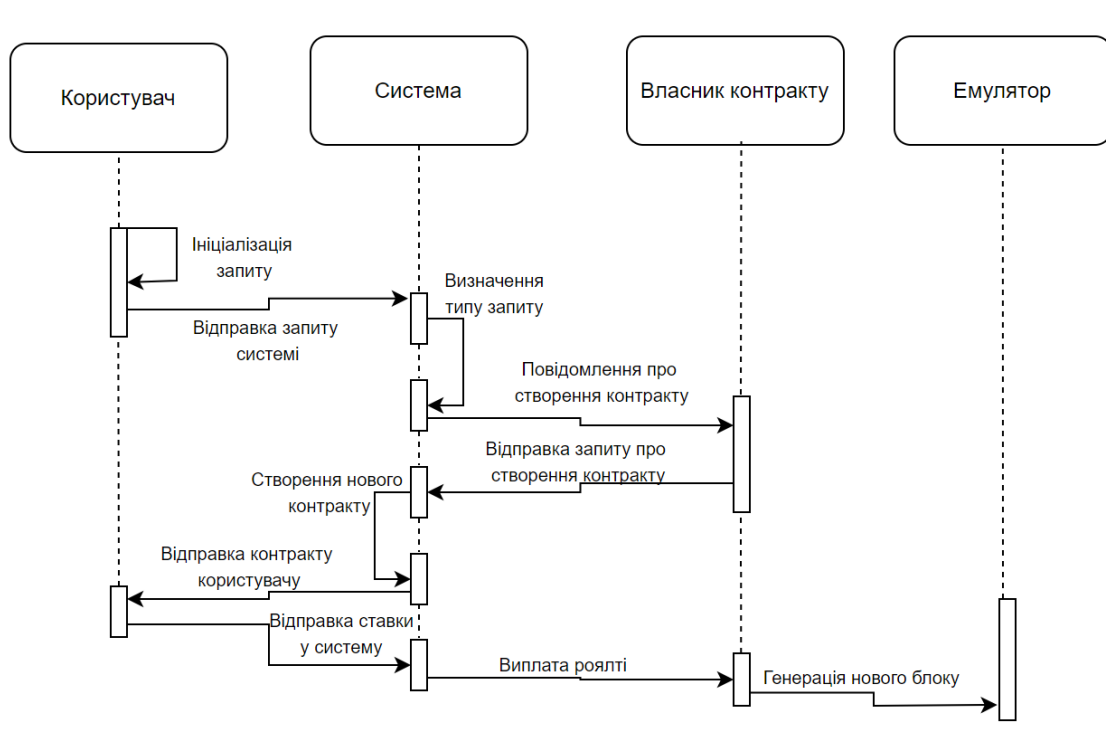 Користувач
Система
Власник контракту
Емулятор
Ініціалізація
запиту
Визначення
типу запиту
Відправка запиту
системі
Повідомлення про
створення контракту
Відправка запиту про
створення контракту
Створення нового
контракту
Відправка контракту
користувачу
Відправка ставки
у систему
Виплата роялті
Генерація нового блоку